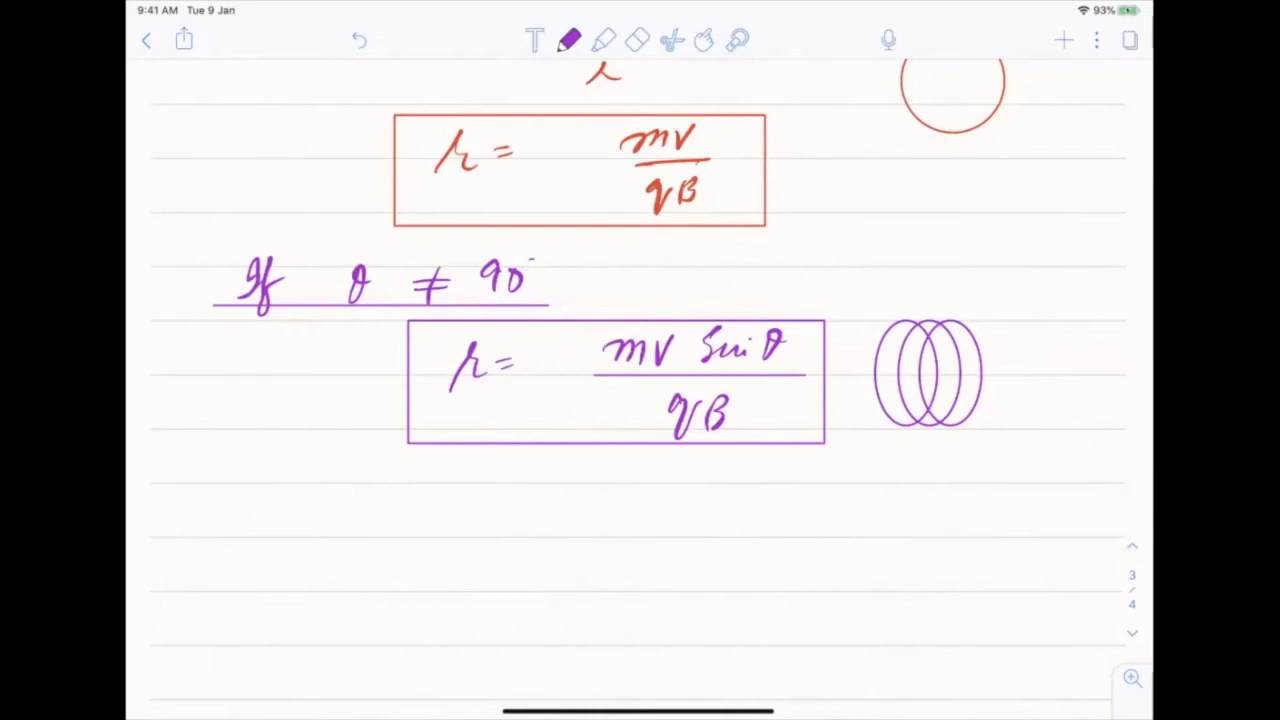 9:41 AM Tue 9 Jan
93%
r
r = mv/qB
If θ ≠ 90°
r = mv Sin θ/qB
3
/
4